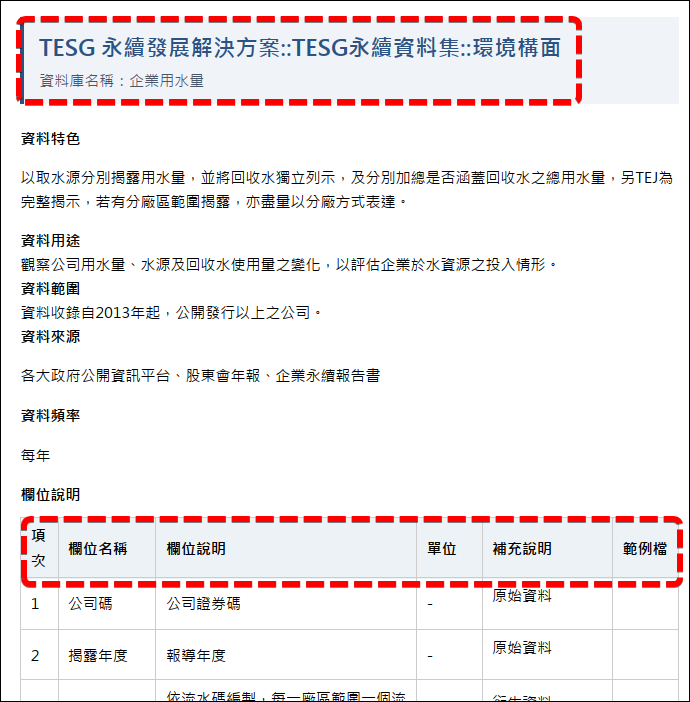 TESG 永續發展解決方案::TESG永續資料集::環境構面
資料庫名稱：企業用水量
資料特色
以取水源分別揭露用水量，並將回收水獨立列示，及分別加總是否涵蓋回收水之總用水量，另TEJ為
完整揭示，若有分廠區範圍揭露，亦盡量以分廠方式表達。
資料用途
觀察公司用水量、水源及回收水使用量之變化，以評估企業於水資源之投入情形。
資料範圍
資料收錄自2013年起，公開發行以上之公司。
資料來源
各大政府公開資訊平台、股東會年報、企業永續報告書
資料頻率
每年
欄位說明
項次 欄位名稱 欄位說明 單位 補充說明 範例檔
1 公司碼 公司證券碼 - 原始資料
2 揭露年度 報導年度 - 原始資料
依流水碼編製，每一廠區範圍一個流 衍生資料